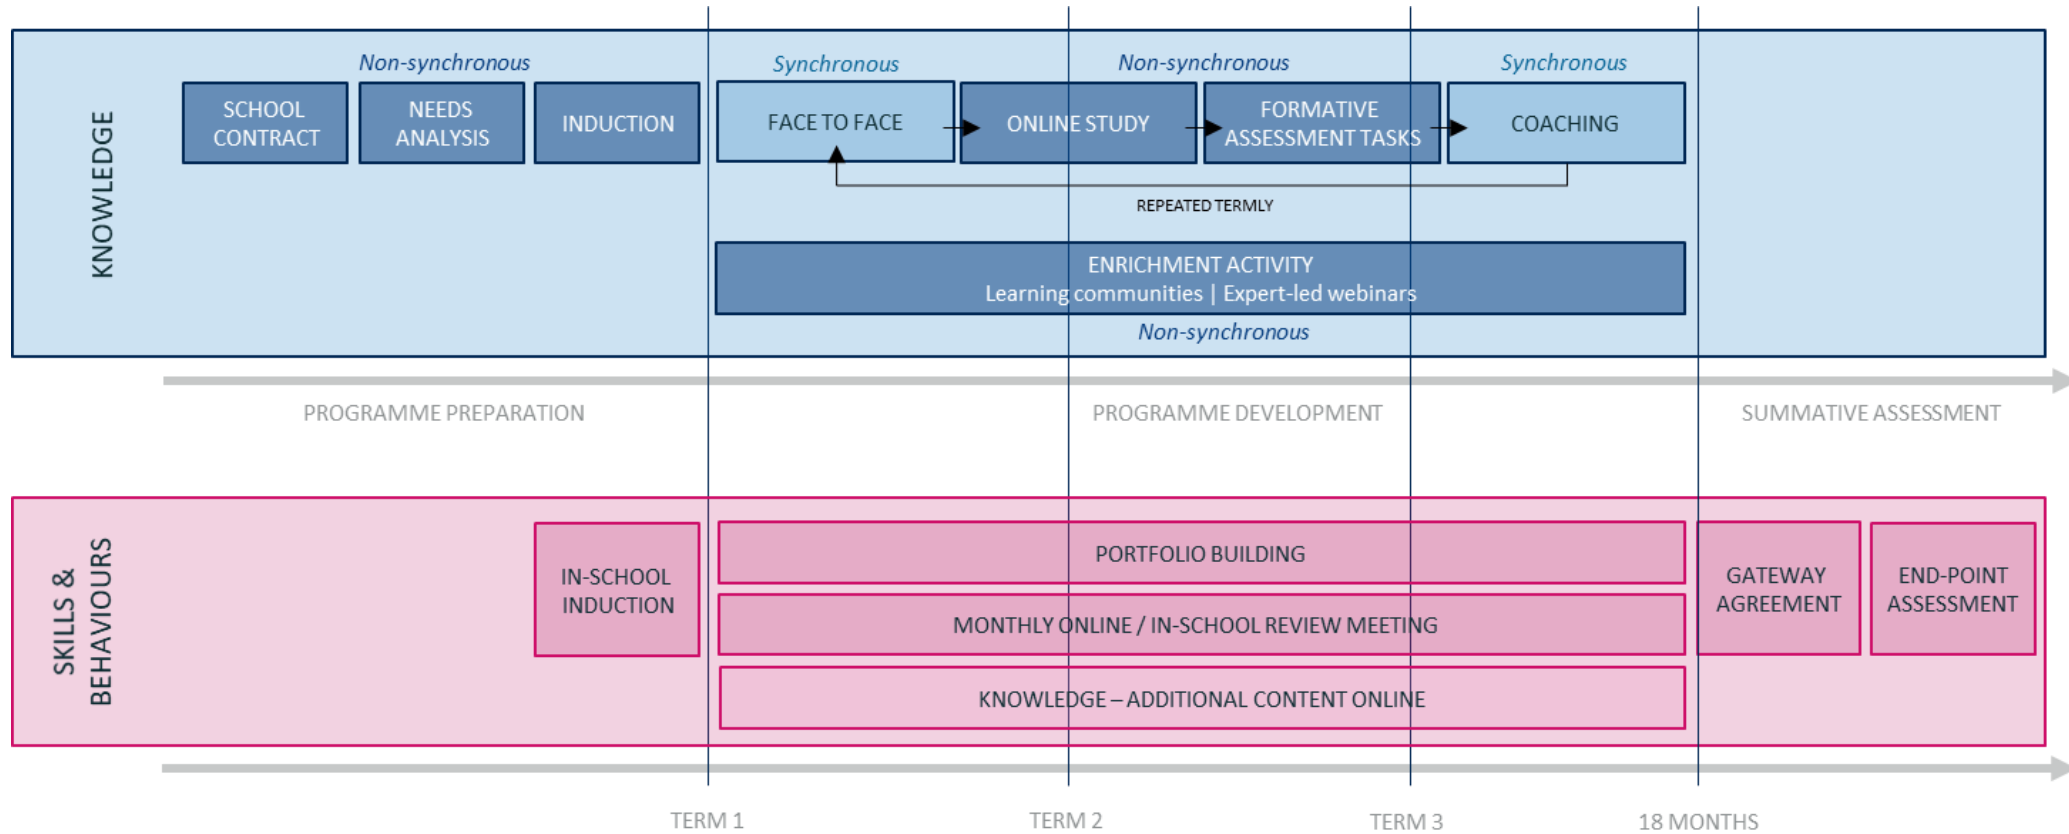 KNOWLEDGE
Non-synchronous
Synchronous
Non-synchronous
Synchronous
SCHOOL
CONTRACT
NEEDS
ANALYSIS
INDUCTION
FACE TO FACE
ONLINE STUDY
FORMATIVE
ASSESSMENT TASKS
COACHING
REPEATED TERMLY
ENRICHMENT ACTIVITY
Learning communities | Expert-led webinars
Non-synchronous
PROGRAMME PREPARATION
PROGRAMME DEVELOPMENT
SUMMATIVE ASSESSMENT
SKILLS &
BEHAVIOURS
IN-SCHOOL
INDUCTION
PORTFOLIO BUILDING
MONTHLY ONLINE / IN-SCHOOL REVIEW MEETING
KNOWLEDGE – ADDITIONAL CONTENT ONLINE
GATEWAY
AGREEMENT
END-POINT
ASSESSMENT
TERM 1
TERM 2
TERM 3
18 MONTHS